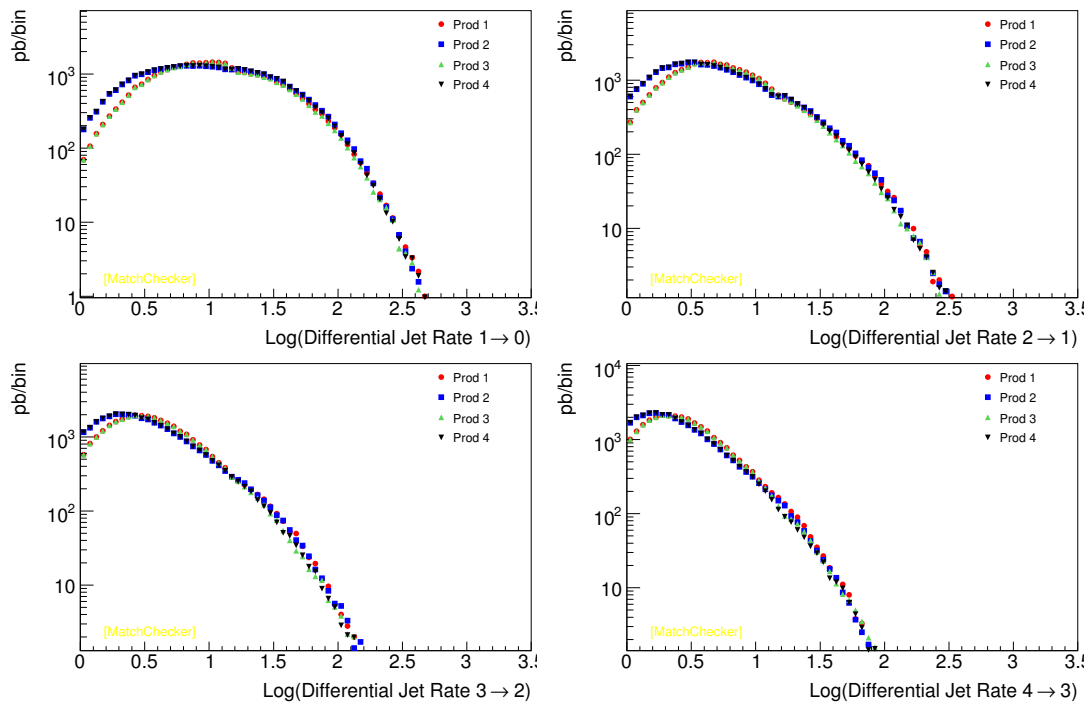 pb/bin
10³
10²
10
1
Prod 1
Prod 2
Prod 3
Prod 4
[MatchChecker]
0 0.5 1 1.5 2 2.5 3 3.5
Log(Differential Jet Rate 1→0)
pb/bin
10³
10²
10
Prod 1
Prod 2
Prod 3
Prod 4
[MatchChecker]
0 0.5 1 1.5 2 2.5 3 3.5
Log(Differential Jet Rate 2→1)
pb/bin
10³
10²
10
Prod 1
Prod 2
Prod 3
Prod 4
[MatchChecker]
0 0.5 1 1.5 2 2.5 3 3.5
Log(Differential Jet Rate 3→2)
pb/bin
10⁴
10³
10²
10
Prod 1
Prod 2
Prod 3
Prod 4
[MatchChecker]
0 0.5 1 1.5 2 2.5 3 3.5
Log(Differential Jet Rate 4→3)